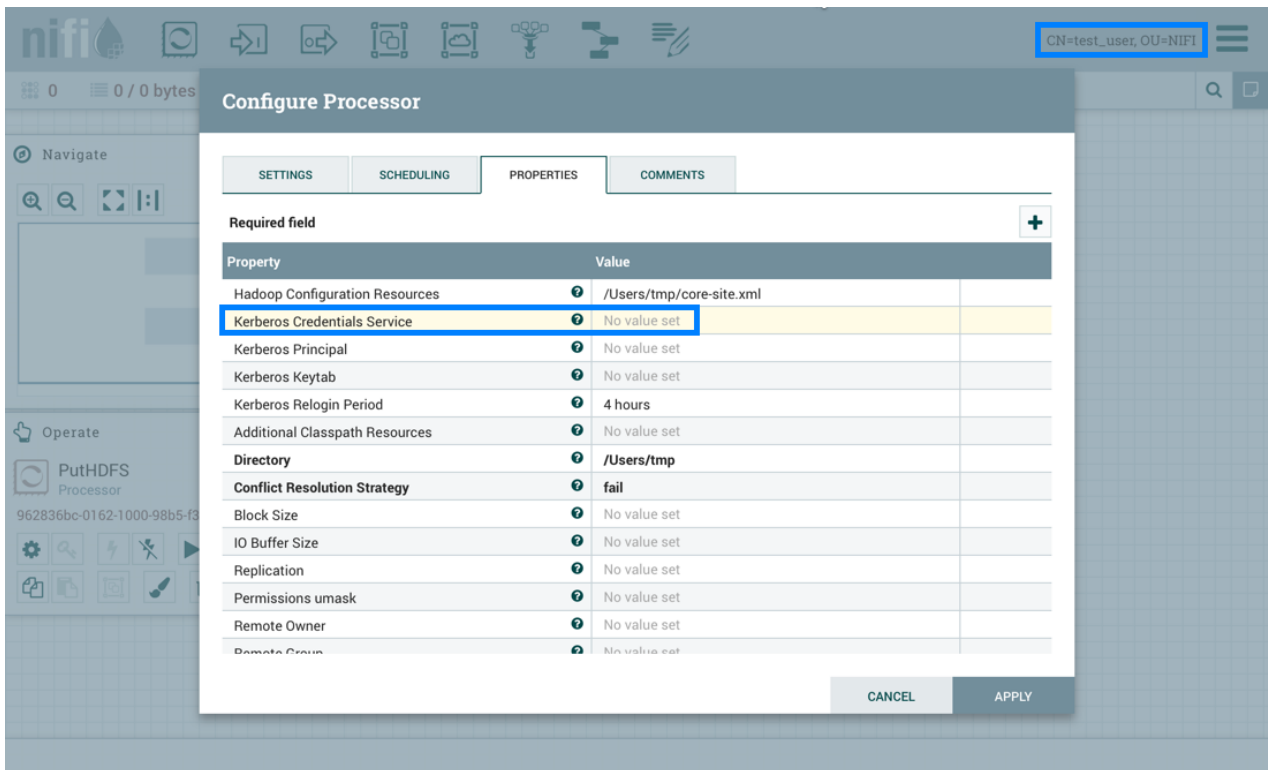 nifi
CN=test_user, OU=NIFI
0 0 / 0 bytes
Configure Processor
Navigate
SETTINGS SCHEDULING PROPERTIES COMMENTS
Required field
Property Value
Hadoop Configuration Resources /Users/tmp/core-site.xml
Kerberos Credentials Service No value set
Kerberos Principal No value set
Kerberos Keytab No value set
Kerberos Relogin Period 4 hours
Additional Classpath Resources No value set
Operate
Directory /Users/tmp
PutHDFS
Processor
Conflict Resolution Strategy fail
962836bc-0162-1000-98b5-f3
Block Size No value set
IO Buffer Size No value set
Replication No value set
Permissions umask No value set
Remote Owner No value set
Remote Group No value set
CANCEL APPLY